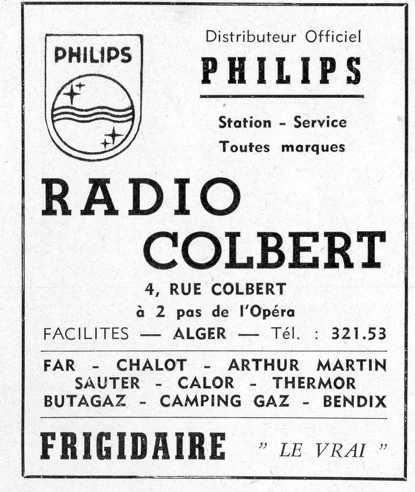 PHILIPS
Distributeur Officiel
PHILIPS
Station - Service
Toutes marques
RADIO
COLBERT
4, RUE COLBERT
à 2 pas de l'Opéra
FACILITES — ALGER — Tél. : 321.53
FAR - CHALOT - ARTHUR MARTIN
SAUTER - CALOR - THERMOR
BUTAGAZ - CAMPING GAZ - BENDIX
FRIGIDAIRE " LE VRAI "